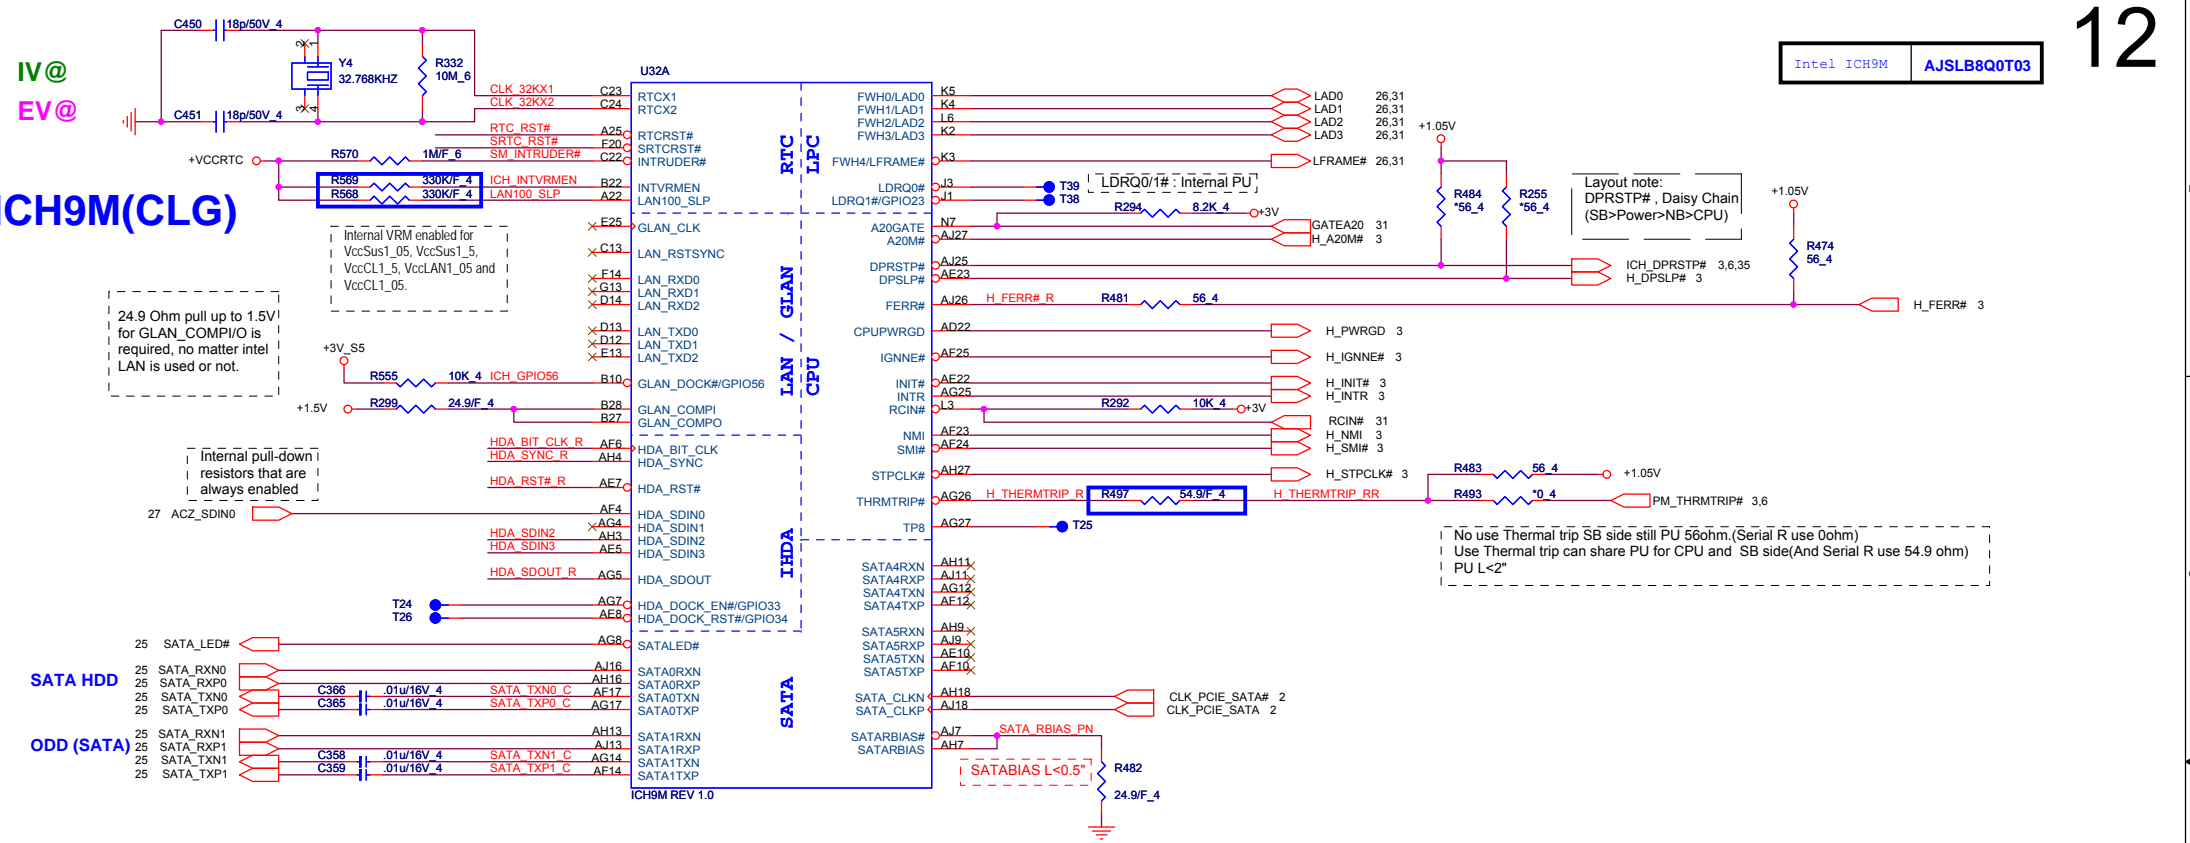 12
Intel ICH9M AJSLB8Q0T03
IV@
EV@
ICH9M(CLG)
C450 18p/50V_4
Y4
32.768KHZ
2 1
3 4
R332
10M_6
C451 18p/50V_4
+VCCRTC
R570 1M/F_6
R569 330K/F_4
R568 330K/F_4
CLK_32KX1
CLK_32KX2
RTC_RST#
SRTC_RST#
SM_INTRUDER#
ICH_INTVRMEN
LAN100_SLP
Internal VRM enabled for
VccSus1_05, VccSus1_5,
VccCL1_5, VccLAN1_05 and
VccCL1_05.
24.9 Ohm pull up to 1.5V
for GLAN_COMPI/O is
required, no matter intel
LAN is used or not.
+3V_S5
R555 10K_4 ICH_GPIO56
+1.5V R299 24.9/F_4
Internal pull-down
resistors that are
always enabled
HDA_BIT_CLK_R
HDA_SYNC_R
HDA_RST#_R
27 ACZ_SDIN0
HDA_SDIN2
HDA_SDIN3
HDA_SDOUT_R
T24
T26
25 SATA_LED#
SATA HDD
25 SATA_RXN0
25 SATA_RXP0
25 SATA_TXN0 C366 .01u/16V_4 SATA_TXN0_C
25 SATA_TXP0 C365 .01u/16V_4 SATA_TXP0_C
ODD (SATA)
25 SATA_RXN1
25 SATA_RXP1
25 SATA_TXN1 C358 .01u/16V_4 SATA_TXN1_C
25 SATA_TXP1 C359 .01u/16V_4 SATA_TXP1_C
U32A
C23 RTCX1
C24 RTCX2
A25 RTCRST#
F20 SRTCRST#
C22 INTRUDER#
B22 INTVRMEN
A22 LAN100_SLP
E25 GLAN_CLK
C13 LAN_RSTSYNC
F14 LAN_RXD0
G13 LAN_RXD1
D14 LAN_RXD2
D13 LAN_TXD0
D12 LAN_TXD1
E13 LAN_TXD2
B10 GLAN_DOCK#/GPIO56
B28 GLAN_COMPI
B27 GLAN_COMPO
AF6 HDA_BIT_CLK
AH4 HDA_SYNC
AE7 HDA_RST#
AF4 HDA_SDIN0
AG4 HDA_SDIN1
AH3 HDA_SDIN2
AE5 HDA_SDIN3
AG5 HDA_SDOUT
AG7 HDA_DOCK_EN#/GPIO33
AE8 HDA_DOCK_RST#/GPIO34
AG8 SATALED#
AJ16 SATA0RXN
AH16 SATA0RXP
AF17 SATA0TXN
AG17 SATA0TXP
AH13 SATA1RXN
AJ13 SATA1RXP
AG14 SATA1TXN
AF14 SATA1TXP
ICH9M REV 1.0
RTC
LPC
LAN / GLAN
CPU
IHDA
SATA
FWH0/LAD0 K5 LAD0 26,31
FWH1/LAD1 K4 LAD1 26,31
FWH2/LAD2 L6 LAD2 26,31
FWH3/LAD3 K2 LAD3 26,31
FWH4/LFRAME# K3 LFRAME# 26,31
LDRQ0# J3 T39
LDRQ1#/GPIO23 J1 T38
LDRQ0/1# : Internal PU
R294 8.2K_4 +3V
A20GATE N7 GATEA20 31
A20M# AJ27 H_A20M# 3
DPRSTP# AJ25 ICH_DPRSTP# 3,6,35
DPSLP# AE23 H_DPSLP# 3
FERR# AJ26 H_FERR#_R R481 56_4 H_FERR# 3
CPUPWRGD AD22 H_PWRGD 3
IGNNE# AF25 H_IGNNE# 3
INIT# AE22 H_INIT# 3
INTR AG25 H_INTR 3
RCIN# L3 R292 10K_4 +3V
RCIN# 31
NMI AF23 H_NMI 3
SMI# AF24 H_SMI# 3
STPCLK# AH27 H_STPCLK# 3
THRMTRIP# AG26 H_THERMTRIP_R R497 54.9/F_4 H_THERMTRIP_RR
TP8 AG27 T25
SATA4RXN AH11
SATA4RXP AJ11
SATA4TXN AG12
SATA4TXP AF12
SATA5RXN AH9
SATA5RXP AJ9
SATA5TXN AE10
SATA5TXP AF10
SATA_CLKN AH18 CLK_PCIE_SATA# 2
SATA_CLKP AJ18 CLK_PCIE_SATA 2
SATARBIAS# AJ7 SATA_RBIAS_PN
SATARBIAS AH7
SATABIAS L<0.5"
R482
24.9/F_4
+1.05V
R484
*56_4
R255
*56_4
Layout note:
DPRSTP# , Daisy Chain
(SB>Power>NB>CPU)
+1.05V
R474
56_4
R483 56_4 +1.05V
R493 *0_4 PM_THRMTRIP# 3,6
No use Thermal trip SB side still PU 56ohm.(Serial R use 0ohm)
Use Thermal trip can share PU for CPU and SB side(And Serial R use 54.9 ohm)
PU L<2"